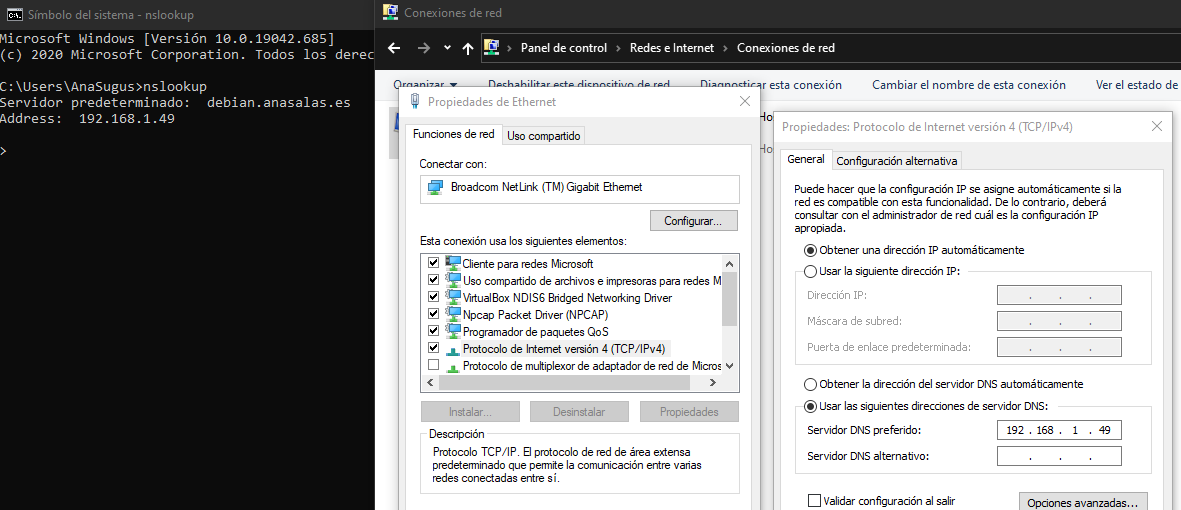 Símbolo del sistema - nslookup
Microsoft Windows [Versión 10.0.19042.685]
(c) 2020 Microsoft Corporation. Todos los derec
C:\Users\AnaSugus>nslookup
Servidor predeterminado:  debian.anasalas.es
Address:  192.168.1.49
>
Conexiones de red
Panel de control > Redes e Internet > Conexiones de red
Organizar Deshabilitar este dispositivo de red Diagnosticar esta conexión Cambiar el nombre de esta conexión Ver el estado de
Propiedades de Ethernet
Funciones de red Uso compartido
Conectar con:
Broadcom NetLink (TM) Gigabit Ethernet
Configurar...
Esta conexión usa los siguientes elementos:
Cliente para redes Microsoft
Uso compartido de archivos e impresoras para redes M
VirtualBox NDIS6 Bridged Networking Driver
Npcap Packet Driver (NPCAP)
Programador de paquetes QoS
Protocolo de Internet versión 4 (TCP/IPv4)
Protocolo de multiplexor de adaptador de red de Micros
Instalar... Desinstalar Propiedades
Descripción
Protocolo TCP/IP. El protocolo de red de área extensa
predeterminado que permite la comunicación entre varias
redes conectadas entre sí.
Ho
Ho
Propiedades: Protocolo de Internet versión 4 (TCP/IPv4)
General Configuración alternativa
Puede hacer que la configuración IP se asigne automáticamente si la
red es compatible con esta funcionalidad. De lo contrario, deberá
consultar con el administrador de red cuál es la configuración IP
apropiada.
Obtener una dirección IP automáticamente
Usar la siguiente dirección IP:
Dirección IP:
Máscara de subred:
Puerta de enlace predeterminada:
Obtener la dirección del servidor DNS automáticamente
Usar las siguientes direcciones de servidor DNS:
Servidor DNS preferido: 192 . 168 . 1 . 49
Servidor DNS alternativo:
Validar configuración al salir
Opciones avanzadas...